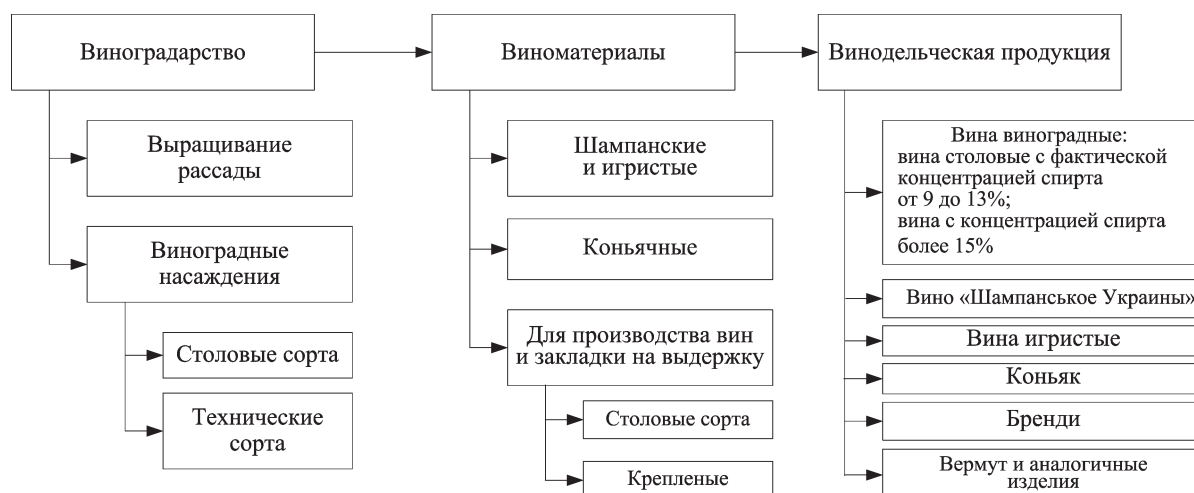 Виноградарство
Выращивание
рассады
Виноградные
насаждения
Столовые сорта
Технические
сорта
Виноматериалы
Шампанские
и игристые
Коньячные
Для производства вин
и закладки на выдержку
Столовые сорта
Крепленые
Винодельческая продукция
Вина виноградные:
вина столовые с фактической
концентрацией спирта
от 9 до 13%;
вина с концентрацией спирта
более 15%
Вино «Шампанськое Украины»
Вина игристые
Коньяк
Бренди
Вермут и аналогичные
изделия